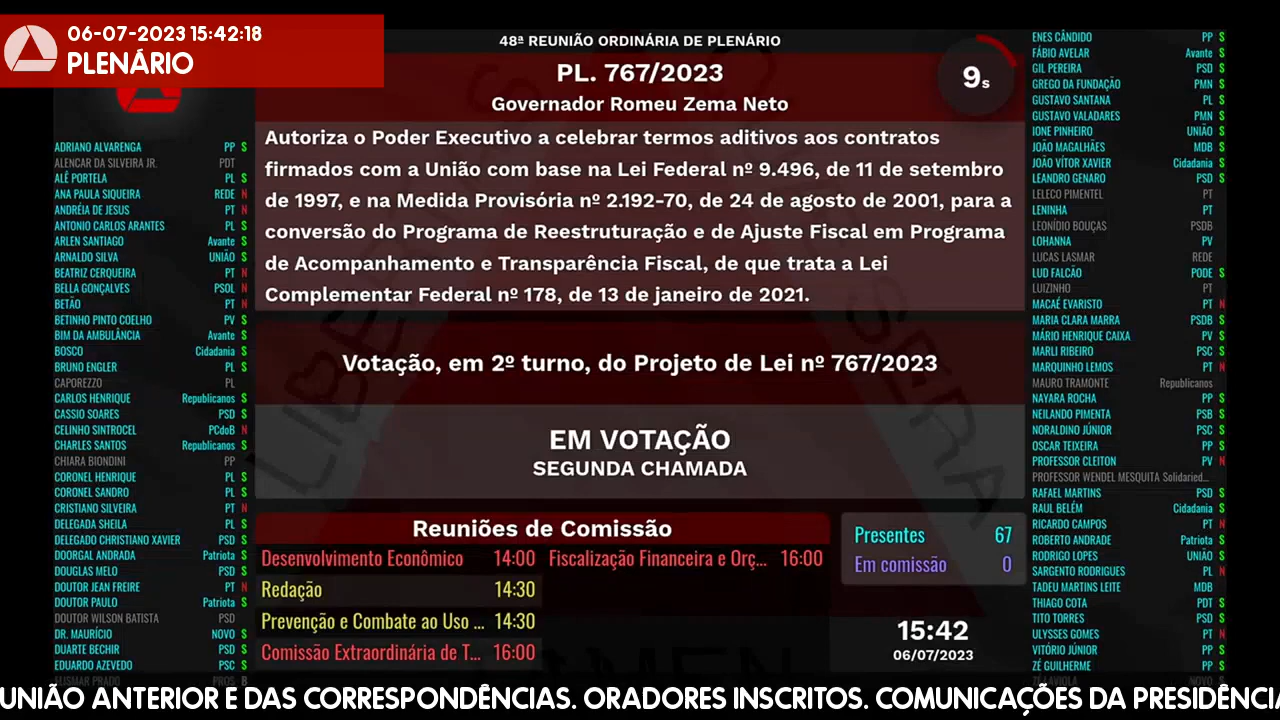 06-07-2023 15:42:18
PLENÁRIO
48ª REUNIÃO ORDINÁRIA DE PLENÁRIO
PL. 767/2023
Governador Romeu Zema Neto
9s
Autoriza o Poder Executivo a celebrar termos aditivos aos contratos
firmados com a União com base na Lei Federal nº 9.496, de 11 de setembro
de 1997, e na Medida Provisória nº 2.192-70, de 24 de agosto de 2001, para a
conversão do Programa de Reestruturação e de Ajuste Fiscal em Programa
de Acompanhamento e Transparência Fiscal, de que trata a Lei
Complementar Federal nº 178, de 13 de janeiro de 2021.
Votação, em 2º turno, do Projeto de Lei nº 767/2023
EM VOTAÇÃO
SEGUNDA CHAMADA
Reuniões de Comissão
Desenvolvimento Econômico 14:00 Fiscalização Financeira e Orç... 16:00
Redação 14:30
Prevenção e Combate ao Uso ... 14:30
Comissão Extraordinária de T... 16:00
Presentes 67
Em comissão 0
15:42
06/07/2023
ADRIANO ALVARENGA PP S
ALENCAR DA SILVEIRA JR. PDT
ALÊ PORTELA PL S
ANA PAULA SIQUEIRA REDE N
ANDRÉIA DE JESUS PT N
ANTONIO CARLOS ARANTES PL S
ARLEN SANTIAGO Avante S
ARNALDO SILVA UNIÃO S
BEATRIZ CERQUEIRA PT N
BELLA GONÇALVES PSOL N
BETÃO PT N
BETINHO PINTO COELHO PV S
BIM DA AMBULÂNCIA Avante S
BOSCO Cidadania S
BRUNO ENGLER PL S
CAPOREZZO PL
CARLOS HENRIQUE Republicanos S
CASSIO SOARES PSD S
CELINHO SINTROCEL PCdoB N
CHARLES SANTOS Republicanos S
CHIARA BIONDINI PP
CORONEL HENRIQUE PL S
CORONEL SANDRO PL S
CRISTIANO SILVEIRA PT N
DELEGADA SHEILA PL S
DELEGADO CHRISTIANO XAVIER PSD S
DOORGAL ANDRADA Patriota S
DOUGLAS MELO PSD S
DOUTOR JEAN FREIRE PT N
DOUTOR PAULO Patriota S
DOUTOR WILSON BATISTA PSD
DR. MAURÍCIO NOVO S
DUARTE BECHIR PSD S
EDUARDO AZEVEDO PSC S
ELISMAR PRADO PROS B
ENES CÂNDIDO PP S
FÁBIO AVELAR Avante S
GIL PEREIRA PSD S
GREGO DA FUNDAÇÃO PMN S
GUSTAVO SANTANA PL S
GUSTAVO VALADARES PMN S
IONE PINHEIRO UNIÃO S
JOÃO MAGALHÃES MDB S
JOÃO VÍTOR XAVIER Cidadania S
LEANDRO GENARO PSD S
LELECO PIMENTEL PT
LENINHA PT
LEONÍDIO BOUÇAS PSDB
LOHANNA PV
LUCAS LASMAR REDE
LUD FALCÃO PODE S
LUIZINHO PT
MACAÉ EVARISTO PT N
MARIA CLARA MARRA PSDB S
MÁRIO HENRIQUE CAIXA PV S
MARLI RIBEIRO PSC S
MARQUINHO LEMOS PT N
MAURO TRAMONTE Republicanos
NAYARA ROCHA PP S
NEILANDO PIMENTA PSB S
NORALDINO JÚNIOR PSC S
OSCAR TEIXEIRA PP S
PROFESSOR CLEITON PV N
PROFESSOR WENDEL MESQUITA Solidaried...
RAFAEL MARTINS PSD S
RAUL BELÉM Cidadania S
RICARDO CAMPOS PT N
ROBERTO ANDRADE Patriota S
RODRIGO LOPES UNIÃO S
SARGENTO RODRIGUES PL N
TADEU MARTINS LEITE MDB
THIAGO COTA PDT S
TITO TORRES PSD S
ULYSSES GOMES PT N
VITÓRIO JÚNIOR PP S
ZÉ GUILHERME PP S
ZÉ LAVIOLA NOVO S
UNIÃO ANTERIOR E DAS CORRESPONDÊNCIAS. ORADORES INSCRITOS. COMUNICAÇÕES DA PRESIDÊNCIA